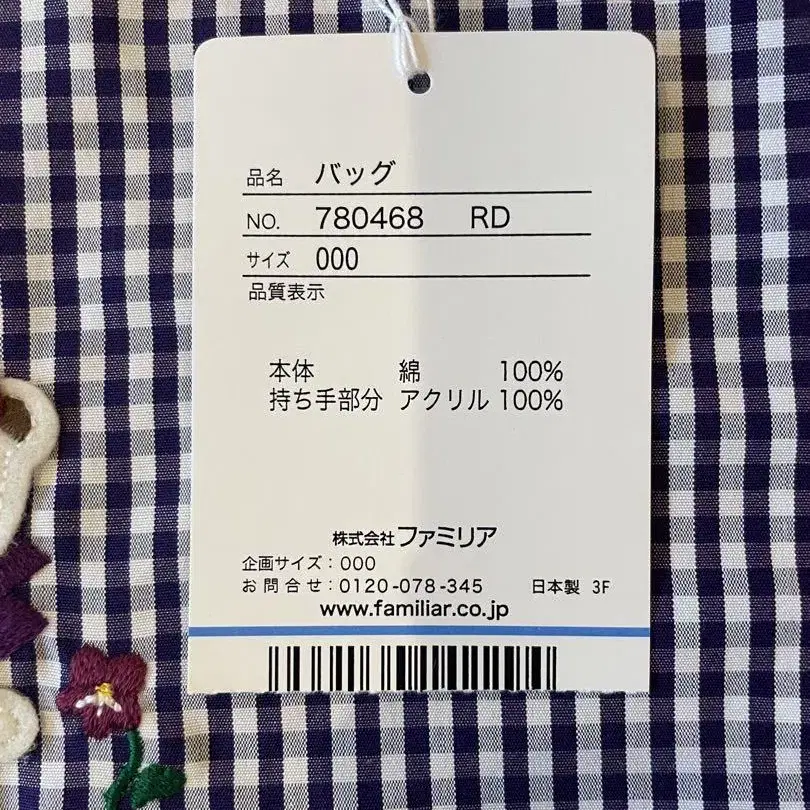 品名 バッグ
NO. 780468 RD
サイズ 000
品質表示
本体 綿 100%
持ち手部分 アクリル 100%
株式会社ファミリア
企画サイズ：000
お問合せ：0120-078-345 日本製 3F
www.familiar.co.jp